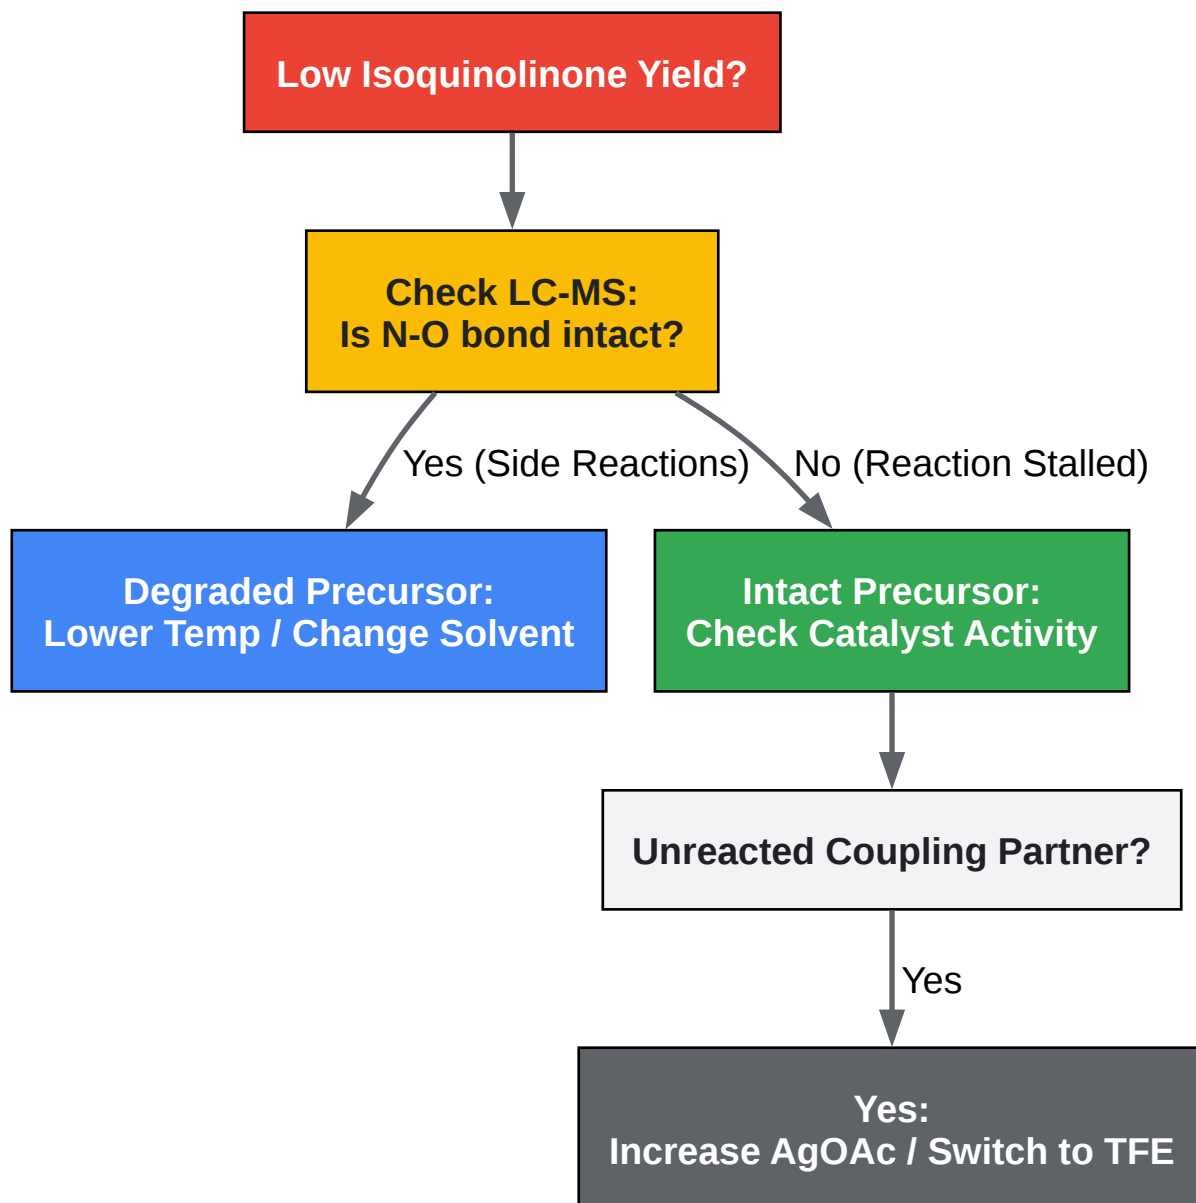 Low Isoquinolinone Yield?
Check LC-MS:
Is N-O bond intact?
Yes (Side Reactions)
No (Reaction Stalled)
Degraded Precursor:
Lower Temp / Change Solvent
Intact Precursor:
Check Catalyst Activity
Unreacted Coupling Partner?
Yes
Yes:
Increase AgOAc / Switch to TFE